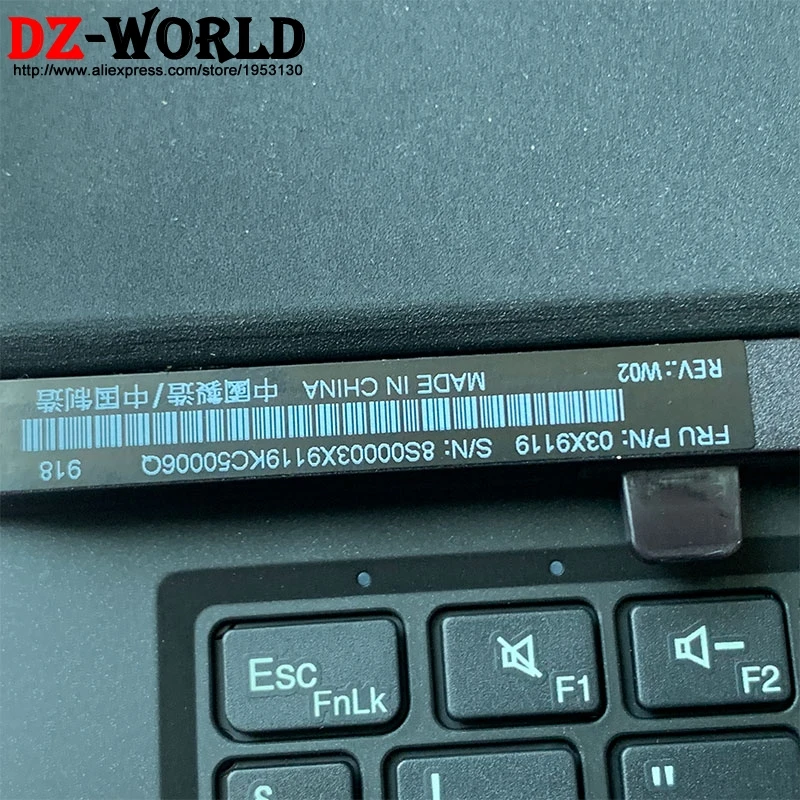 DZ-WORLD
http://www.aliexpress.com/store/1953130
FRU P/N: 03X9119 S/N: 8S00003X9119KC50006Q 918
REV.: W02 MADE IN CHINA 中國製造/中国制造
Esc
FnLk
F1
F2
!
"